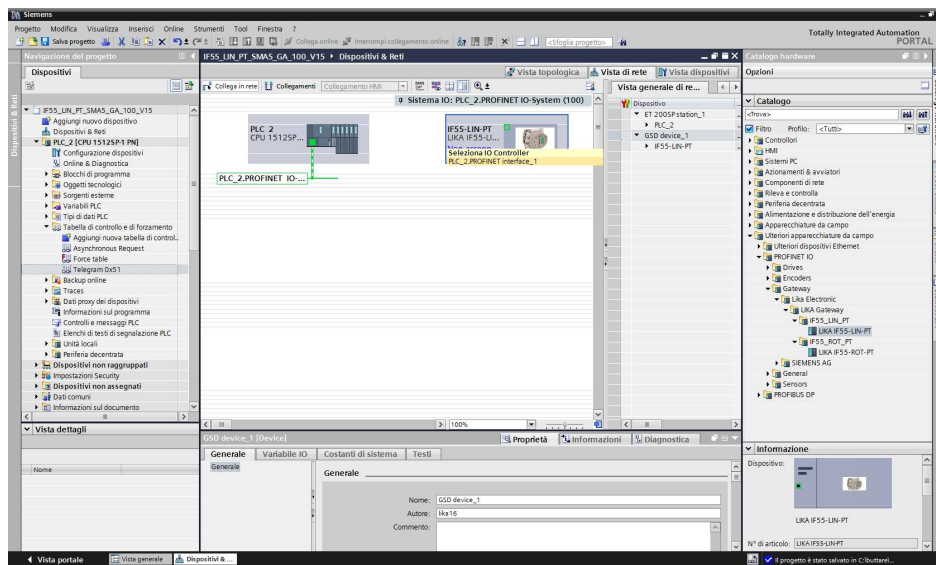 Siemens
Progetto Modifica Visualizza Inserisci Online Strumenti Tool Finestra ?
Totally Integrated Automation
PORTAL
Salva progetto
Collega online
Interrompi collegamento online
<Sfoglia progetto>
Navigazione del progetto
Dispositivi
Dispositivi & Reti
IF55_LIN_PT_SMA5_GA_100_V15
Aggiungi nuovo dispositivo
Dispositivi & Reti
PLC_2 [CPU 1512SP-1 PN]
Configurazione dispositivi
Online & Diagnostica
Blocchi di programma
Oggetti tecnologici
Sorgenti esterne
Variabili PLC
Tipi di dati PLC
Tabella di controllo e di forzamento
Aggiungi nuova tabella di control..
Asynchronous Request
Force table
Telegram 0x51
Backup online
Traces
Dati proxy dei dispositivi
Informazioni sul programma
Controlli e messaggi PLC
Elenchi di testi di segnalazione PLC
Unità locali
Periferia decentrata
Dispositivi non raggruppati
Impostazioni Security
Dispositivi non assegnati
Dati comuni
Informazioni sul documento
Vista dettagli
Nome
IF55_LIN_PT_SMA5_GA_100_V15 ▸ Dispositivi & Reti
Vista topologica
Vista di rete
Vista dispositivi
Collega in rete
Collegamenti
Collegamento HMI
Sistema IO: PLC_2.PROFINET IO-System (100)
PLC_2
CPU 1512SP...
IF55-LIN-PT
LIKA IF55-LI...
Seleziona IO Controller
PLC_2.PROFINET interface_1
PLC_2.PROFINET IO-...
100%
Vista generale di re...
Dispositivo
ET 200SP station_1
PLC_2
GSD device_1
IF55-LIN-PT
GSD device_1 [Device]
Proprietà
Informazioni
Diagnostica
Generale
Variabile IO
Costanti di sistema
Testi
Generale
Generale
Nome: GSD device_1
Autore: lika16
Commento:
Catalogo hardware
Opzioni
Catalogo
<Trova>
Filtro
Profilo: <Tutti>
Controllori
HMI
Sistemi PC
Azionamenti & avviatori
Componenti di rete
Rileva e controlla
Periferia decentrata
Alimentazione e distribuzione dell'energia
Apparecchiature da campo
Ulteriori apparecchiature da campo
Ulteriori dispositivi Ethernet
PROFINET IO
Drives
Encoders
Gateway
Lika Electronic
LIKA Gateway
IF55_LIN_PT
LIKA IF55-LIN-PT
IF55_ROT_PT
LIKA IF55-ROT-PT
SIEMENS AG
General
Sensors
PROFIBUS DP
Informazione
Dispositivo:
LIKA IF55-LIN-PT
N° di articolo: LIKA IF55-LIN-PT
Vista portale
Vista generale
Dispositivi & ...
Il progetto è stato salvato in C:\buttarel...